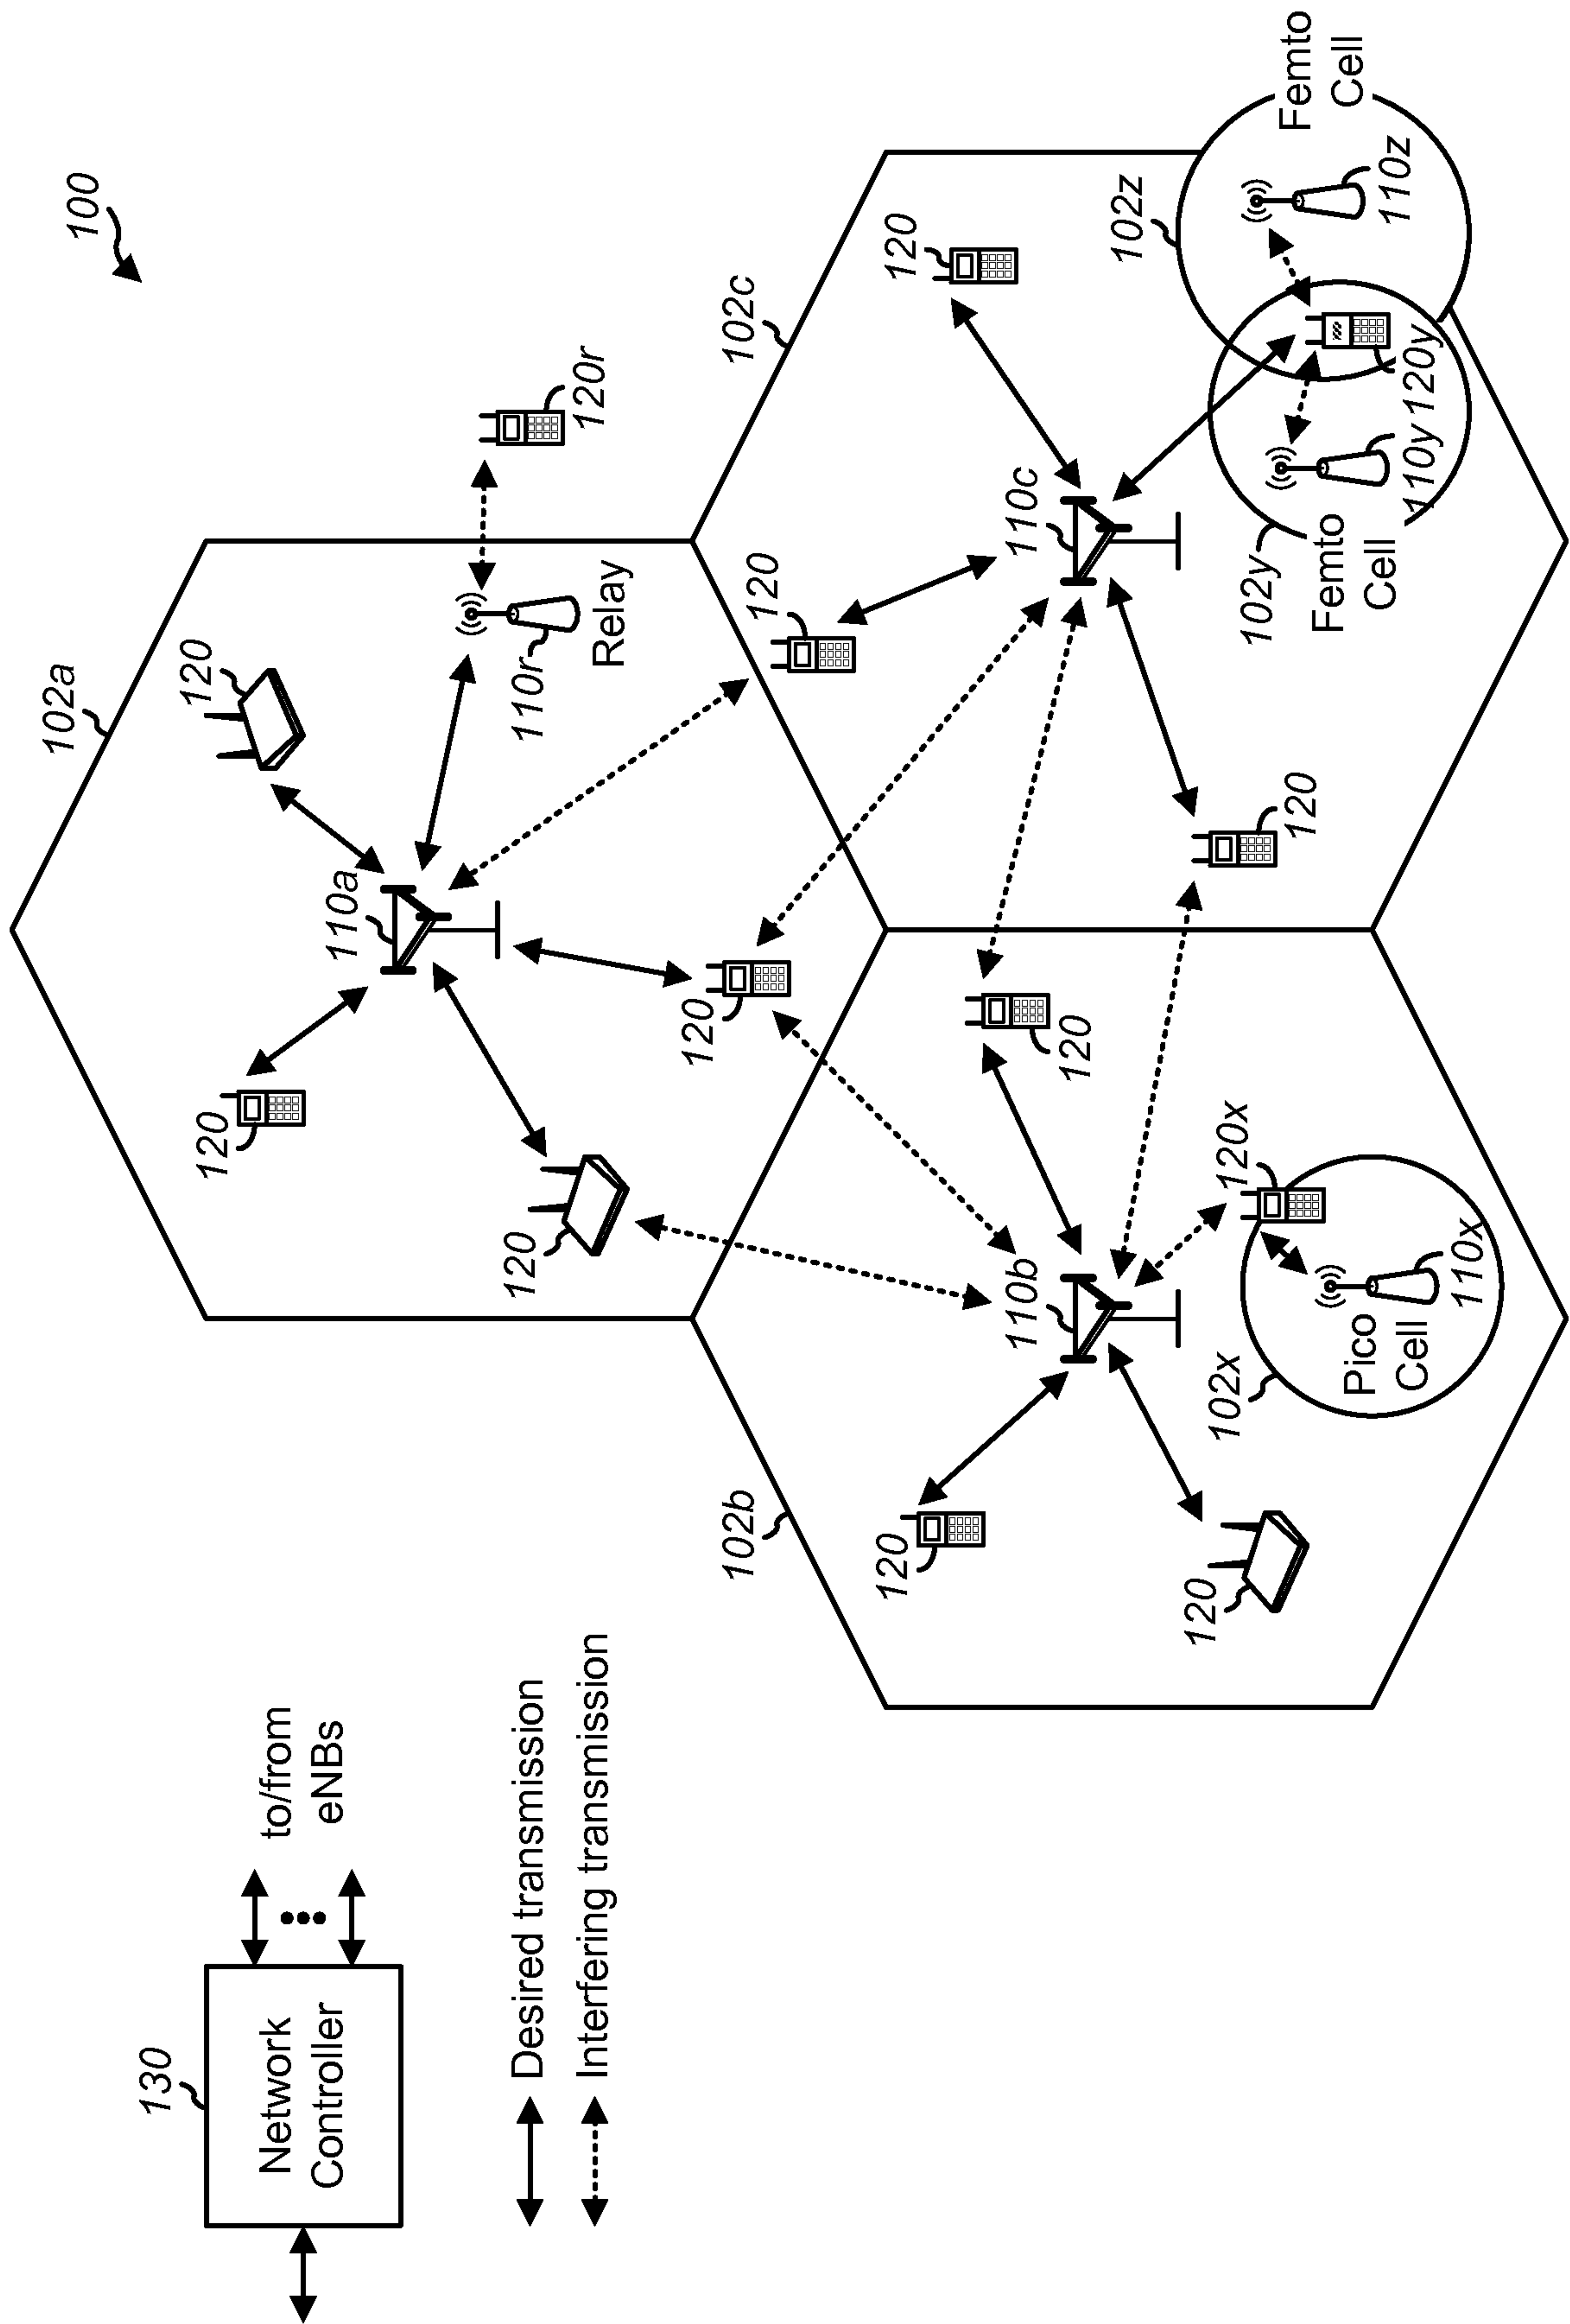 100
130
Network
Controller
to/from
eNBs
Desired transmission
Interfering transmission
102a
120
120
110a
120
120
110r
Relay
120r
102b
120
120
110b
120
120
102x
Pico
Cell
110x
120x
102c
120
120
110c
120
102y
Femto
Cell
110y
120y
102z
Femto
Cell
110z